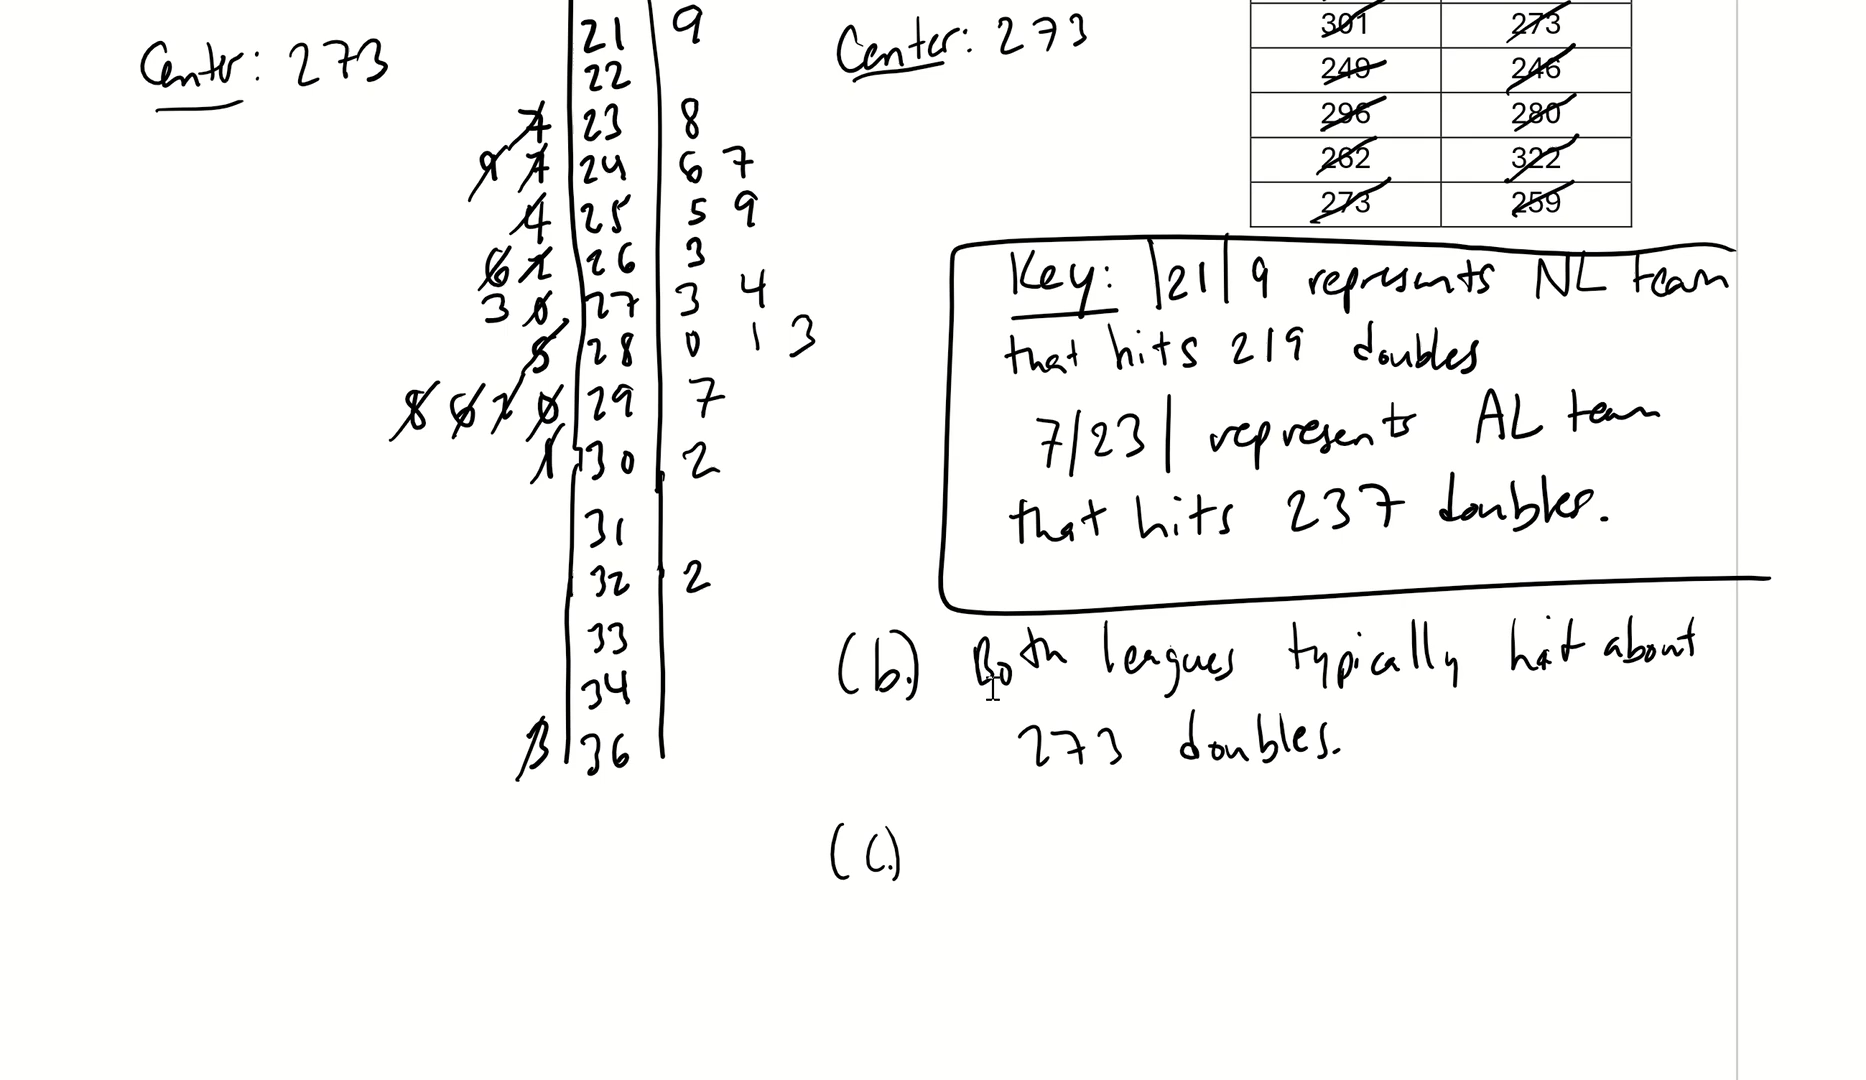 Center: 273
21 | 9
22
7 | 23 | 8
9 7 | 24 | 6 7
4 | 25 | 5 9
6 2 | 26 | 3
3 0 | 27 | 3 4
5 | 28 | 0 1 3
8 6 2 0 | 29 | 7
1 | 30 | 2
31
32 | 2
33
34
3 | 36
Center: 273
301 273
249 246
296 280
262 322
273 259
Key: |21| 9 represents NL team
that hits 219 doubles
7|23| represents AL team
that hits 237 doubles.
(b.) Both leagues typically hit about
273 doubles.
(c.)